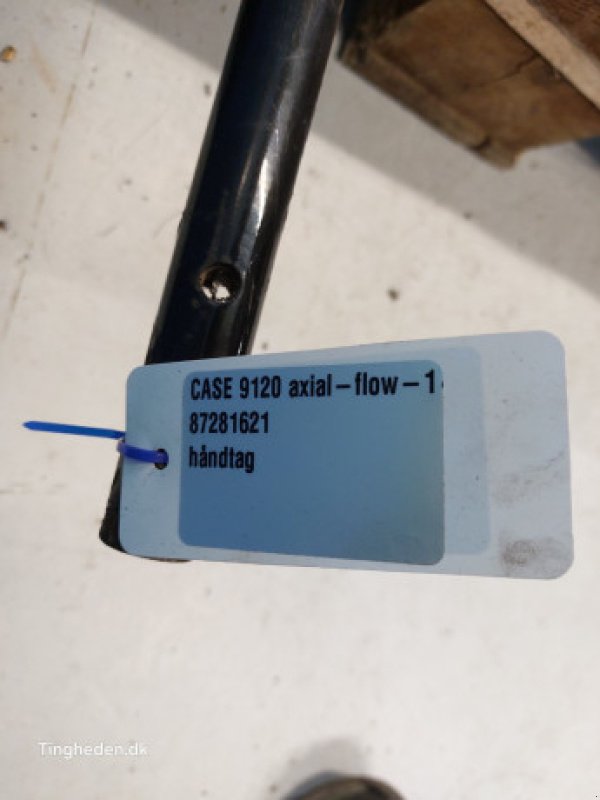 CASE 9120 axial-flow-1
87281621
håndtag
Tingheden.dk